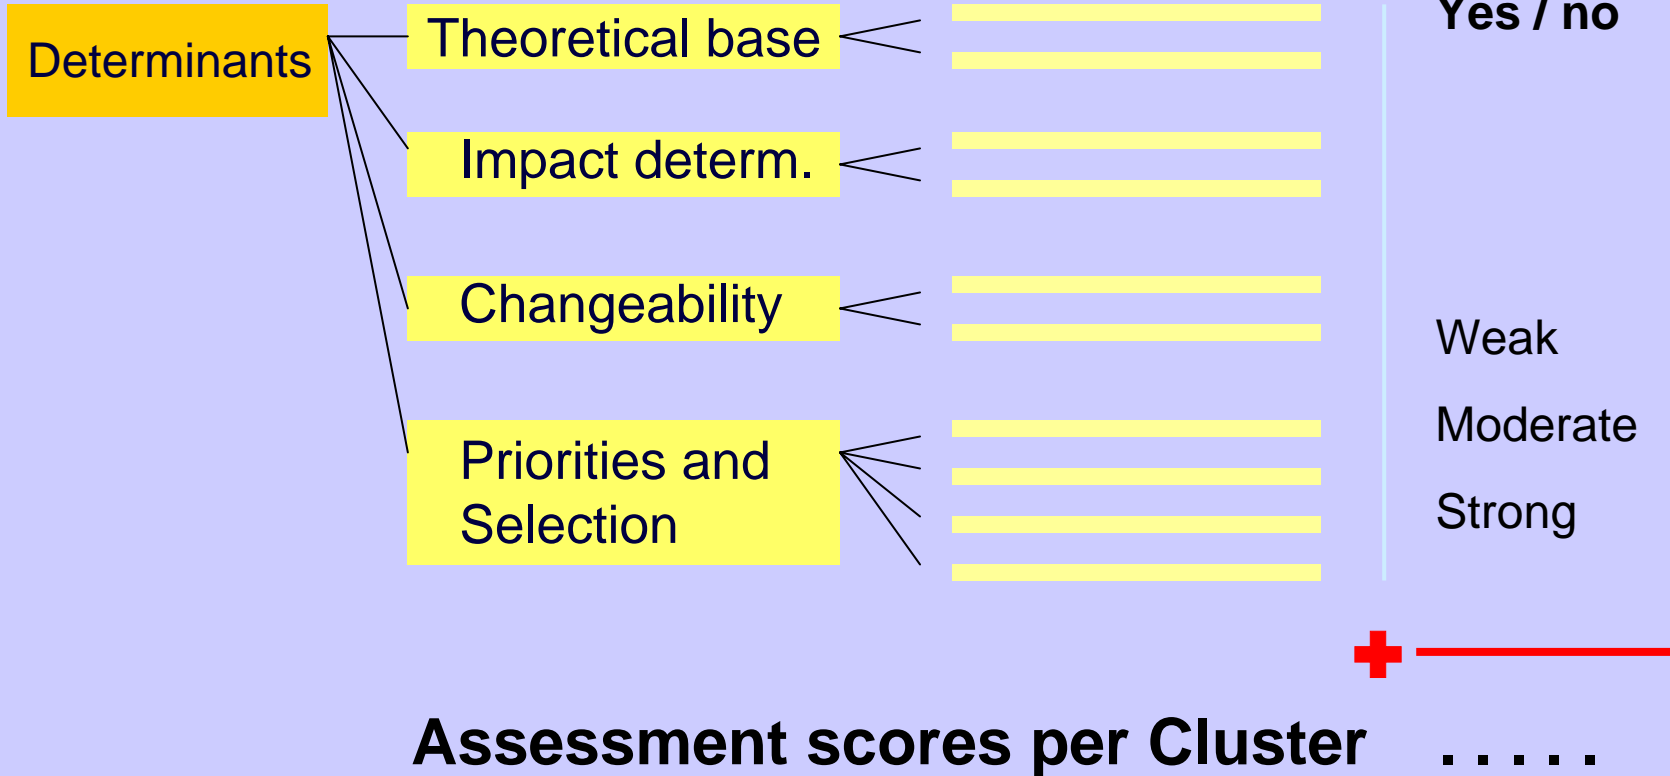 Yes / no
Determinants
Theoretical base
Impact determ.
Changeability
Weak
Moderate
Priorities and
Selection
Strong
Assessment scores per Cluster . . . . .